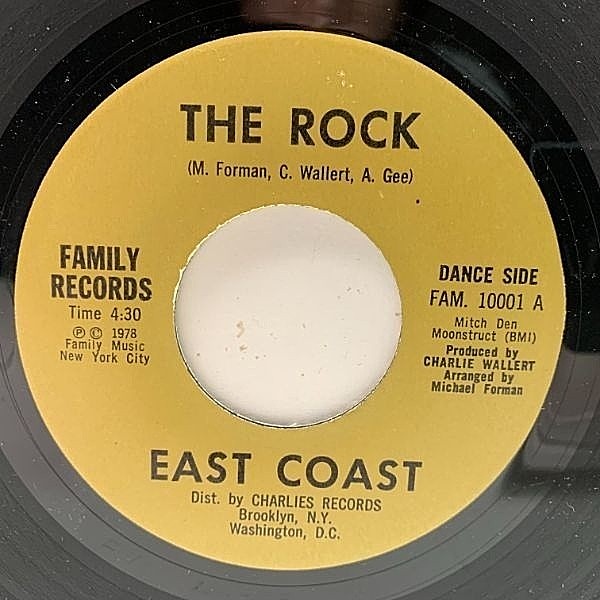 THE ROCK
(M. Forman, C. Wallert, A. Gee)
FAMILY
RECORDS
Time 4:30
℗ © 1978
Family Music
New York City
DANCE SIDE
FAM. 10001 A
Mitch Den
Moonstruct (BMI)
Produced by
CHARLIE WALLERT
Arranged by
Michael Forman
EAST COAST
Dist. by CHARLIES RECORDS
Brooklyn, N.Y.
Washington, D.C.